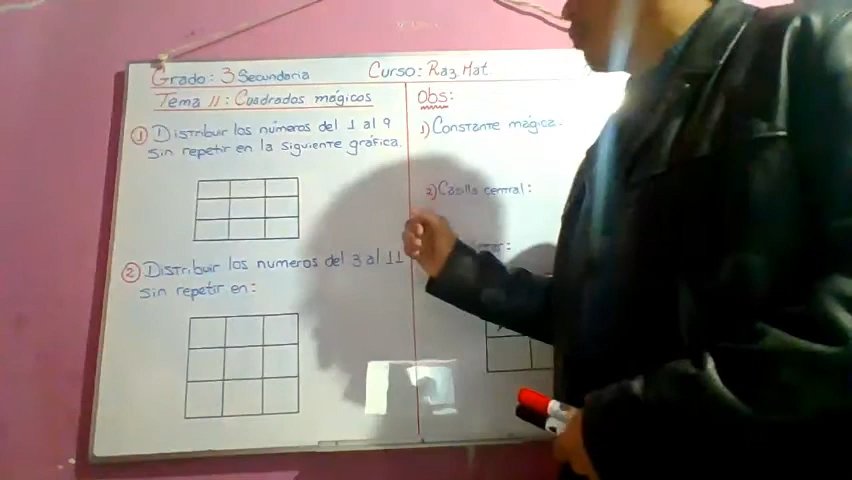 Grado: 3 Secundaria
Curso: Raz. Mat.
Tema 11: Cuadrados mágicos
① Distribuir los números del 1 al 9
sin repetir en la siguiente gráfica.
② Distribuir los numeros del 3 al 11
sin repetir en:
Obs:
1) Constante mágica:
2) Casilla central: